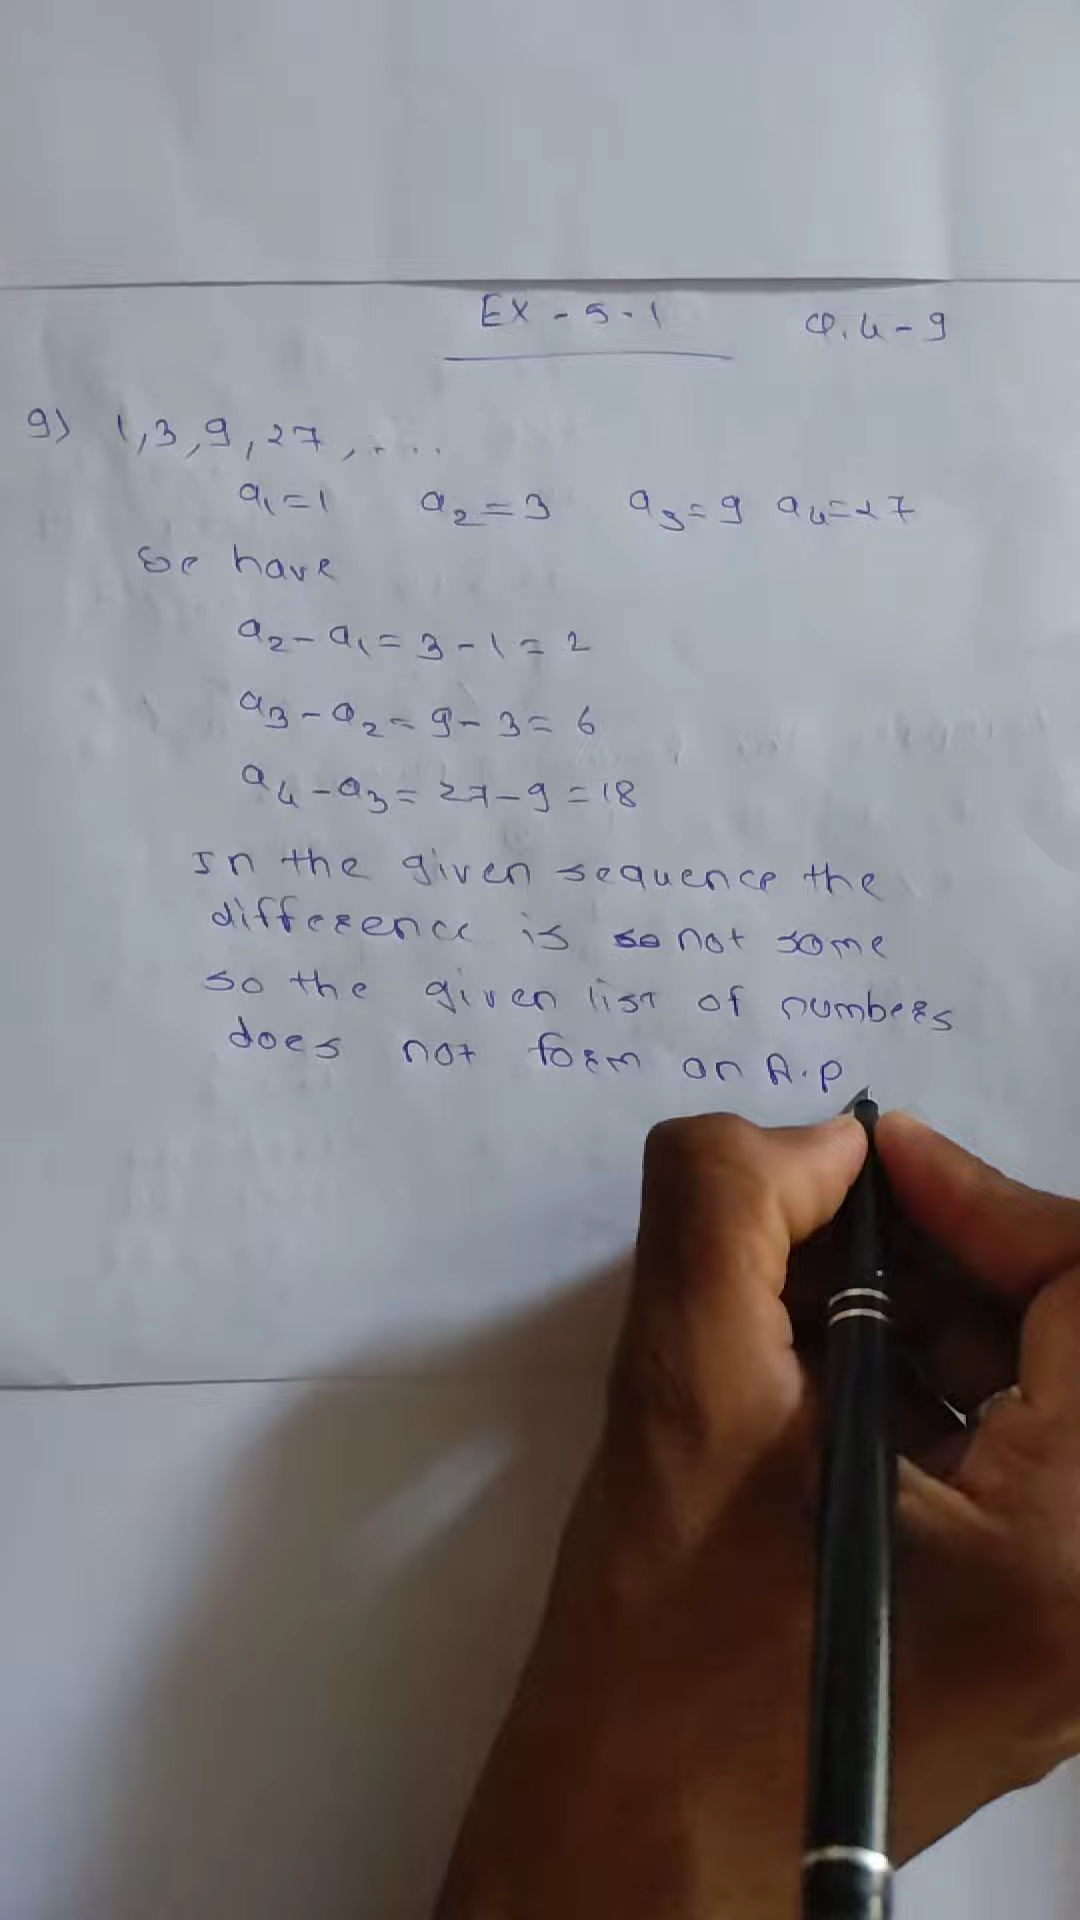 EX - 5.1 Q.4-9
9) 1,3,9,27,....
a₁=1 a₂=3 a₃=9 a₄=27
we have
a₂-a₁=3-1=2
a₃-a₂=9-3=6
a₄-a₃=27-9=18
In the given sequence the
difference is so not same
so the given list of numbers
does not form an A.P